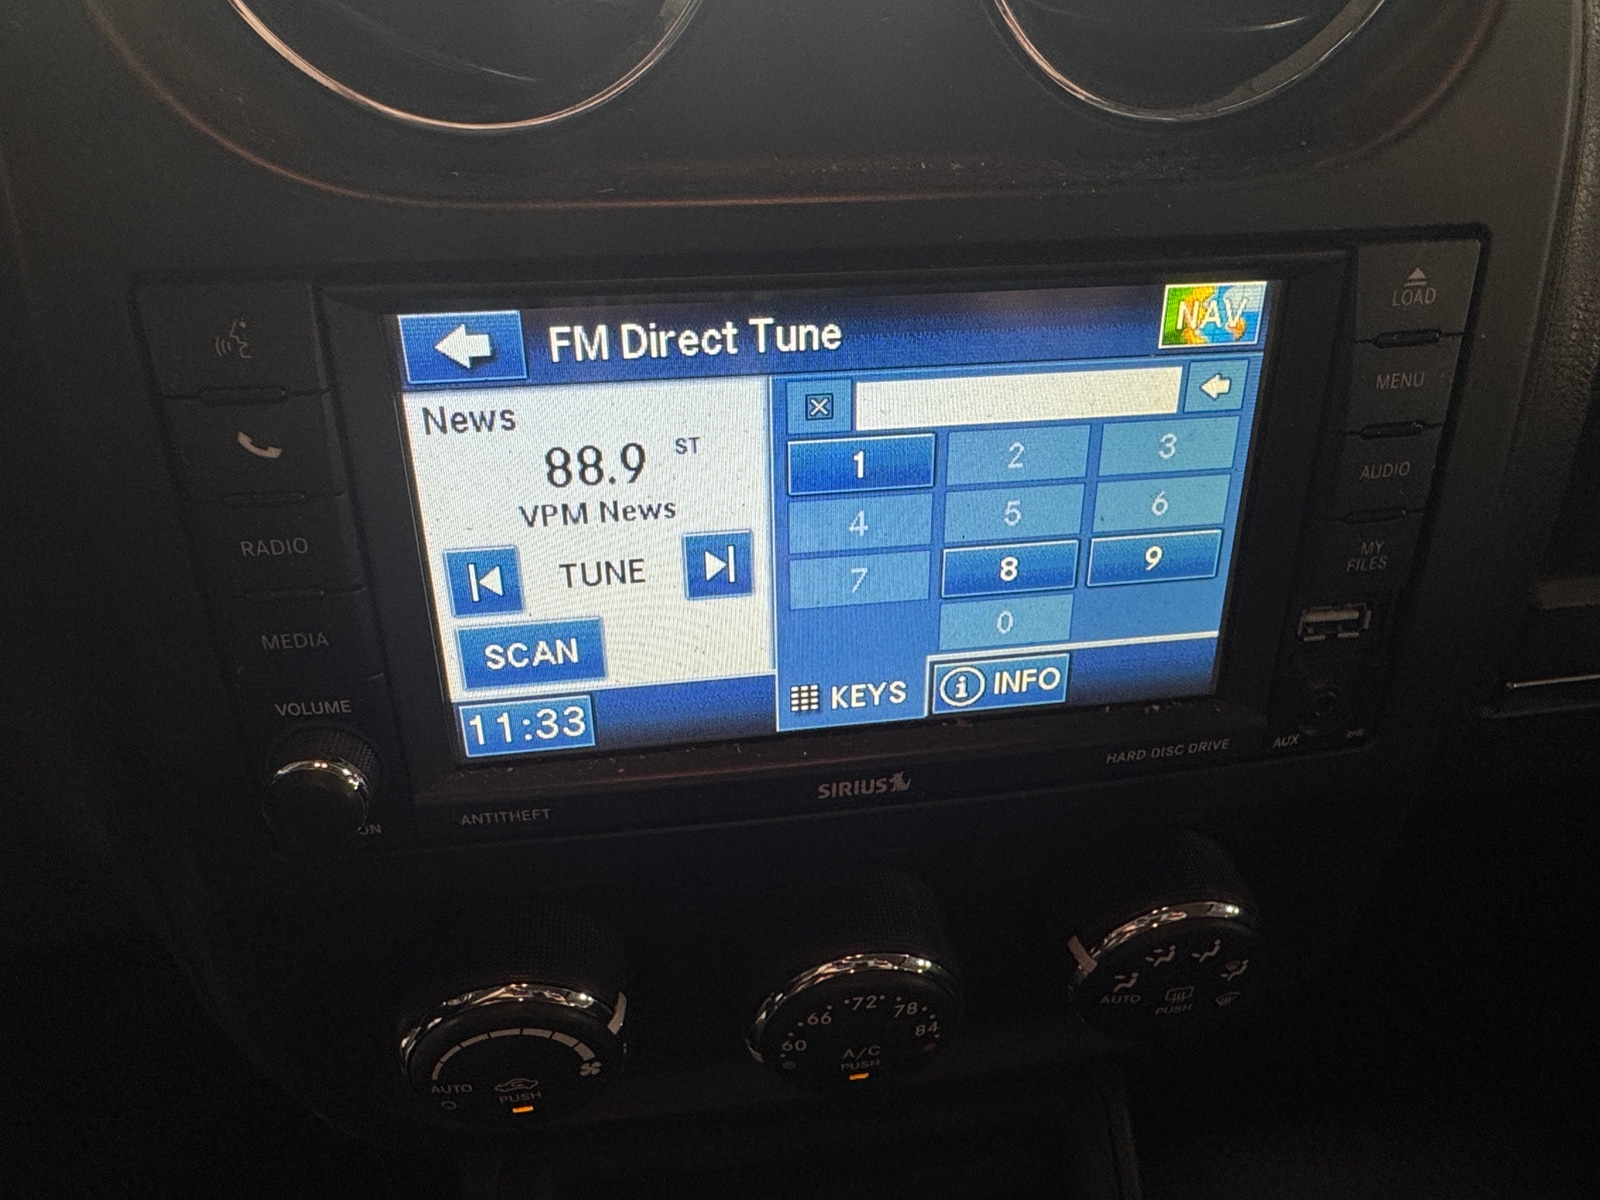 FM Direct Tune
NAV
News
88.9 ST
VPM News
TUNE
SCAN
11:33
1 2 3
4 5 6
7 8 9
0
KEYS
INFO
RADIO
MEDIA
VOLUME
ON
LOAD
MENU
AUDIO
MY
FILES
ANTITHEFT
SIRIUS
HARD DISC DRIVE
AUX
AUTO
PUSH
60 66 72 78 84
A/C
PUSH
AUTO
PUSH